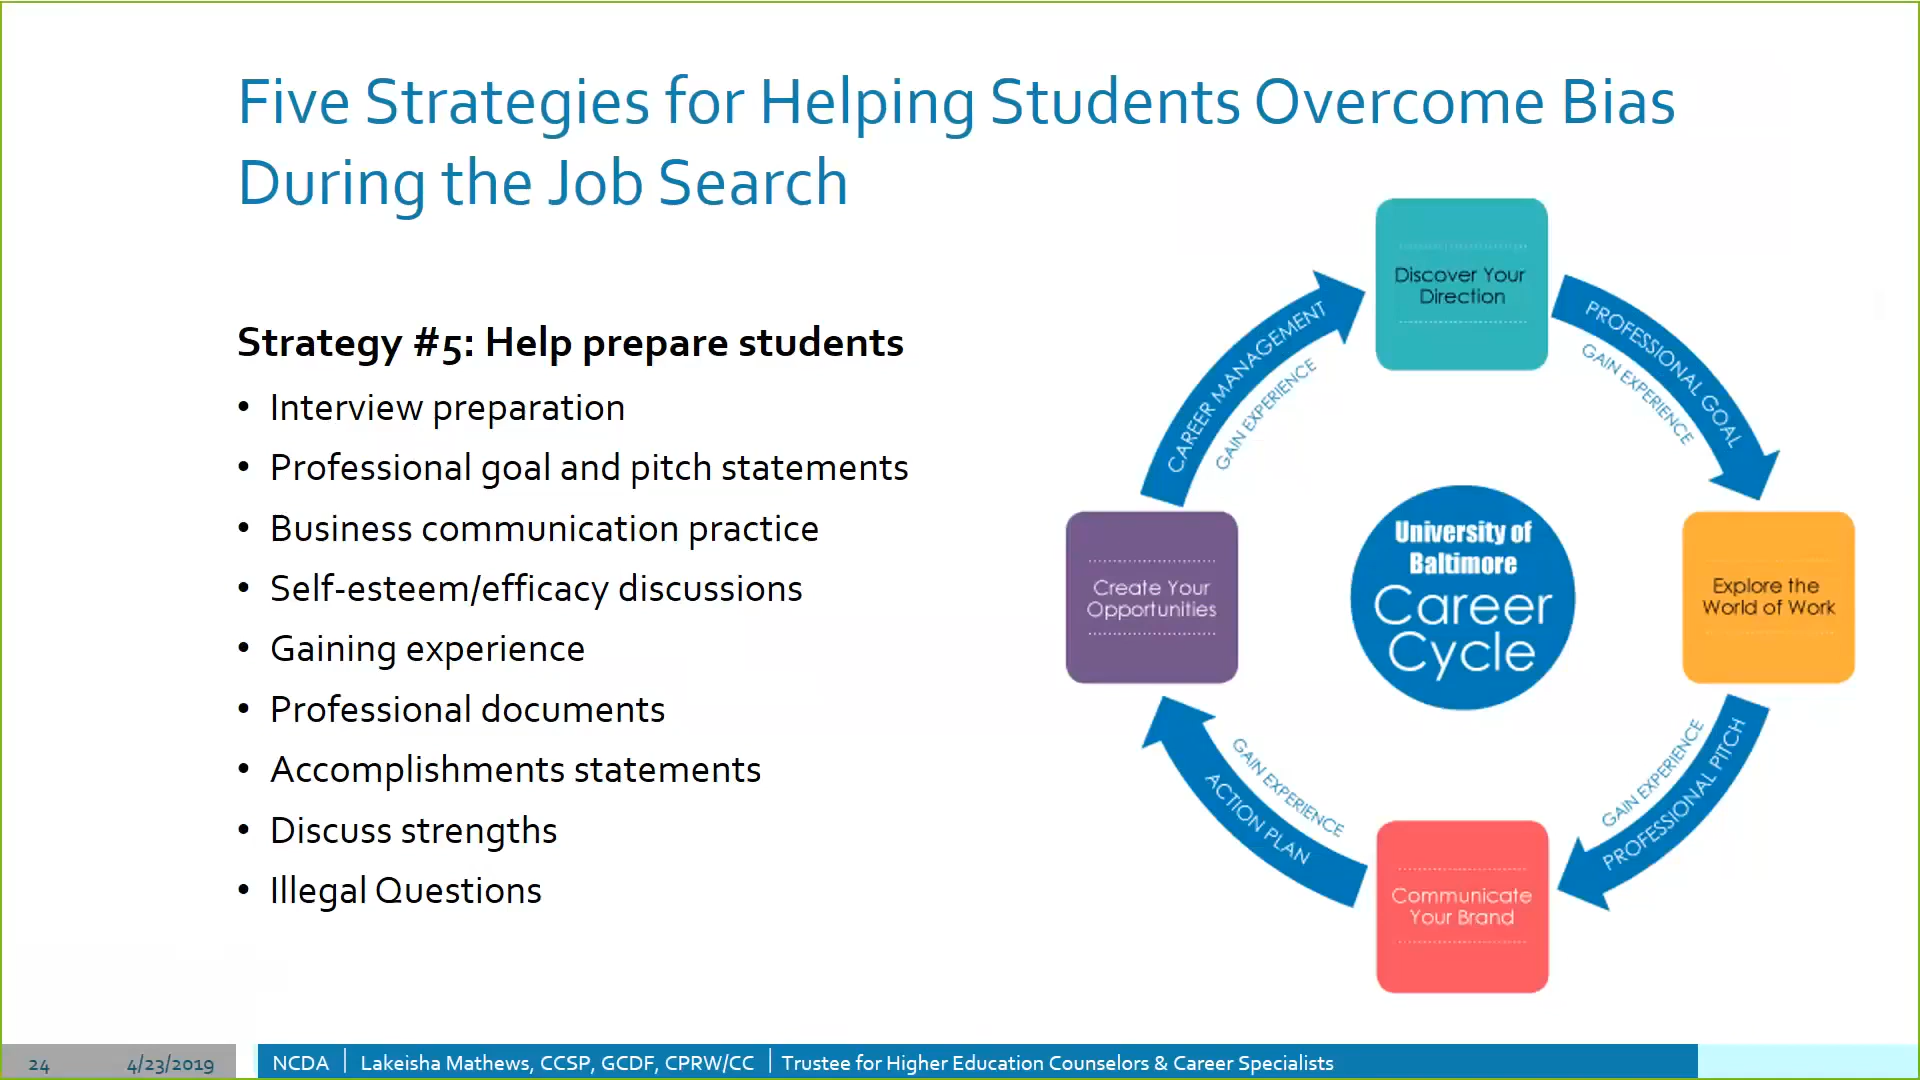 Five Strategies for Helping Students Overcome Bias
During the Job Search
Strategy #5: Help prepare students
• Interview preparation
• Professional goal and pitch statements
• Business communication practice
• Self-esteem/efficacy discussions
• Gaining experience
• Professional documents
• Accomplishments statements
• Discuss strengths
• Illegal Questions
Discover Your
Direction
PROFESSIONAL GOAL
GAIN EXPERIENCE
Explore the
World of Work
PROFESSIONAL PITCH
GAIN EXPERIENCE
Communicate
Your Brand
ACTION PLAN
GAIN EXPERIENCE
Create Your
Opportunities
CAREER MANAGEMENT
GAIN EXPERIENCE
University of
Baltimore
Career
Cycle
24 4/23/2019 NCDA | Lakeisha Mathews, CCSP, GCDF, CPRW/CC | Trustee for Higher Education Counselors & Career Specialists